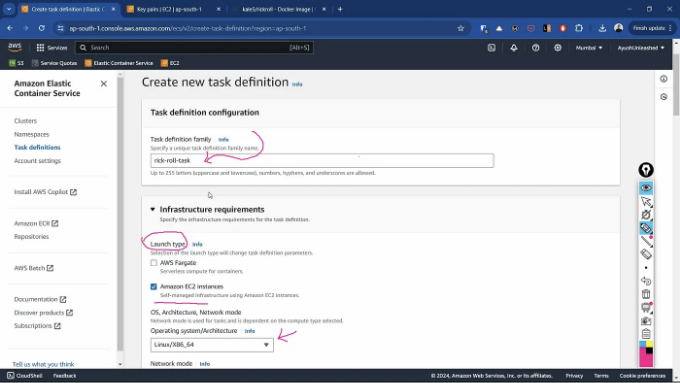 Create new task definition | Elastic C
Key pairs | EC2 | ap-south-1
kale5/rickroll - Docker Image |
ap-south-1.console.aws.amazon.com/ecs/v2/create-task-definition?region=ap-south-1
Finish update
aws
Services
Search
[Alt+S]
Mumbai
AyushUnleashed
S3
Service Quotas
Elastic Container Service
EC2
Amazon Elastic
Container Service
Clusters
Namespaces
Task definitions
Account settings
Install AWS Copilot
Amazon ECR
Repositories
AWS Batch
Documentation
Discover products
Subscriptions
Tell us what you think
Create new task definition Info
Task definition configuration
Task definition family Info
Specify a unique task definition family name.
rick-roll-task
Up to 255 letters (uppercase and lowercase), numbers, hyphens, and underscores are allowed.
Infrastructure requirements
Specify the infrastructure requirements for the task definition.
Launch type Info
Selection of the launch type will change task definition parameters.
AWS Fargate
Serverless compute for containers.
Amazon EC2 instances
Self-managed infrastructure using Amazon EC2 instances.
OS, Architecture, Network mode
Network mode is used for tasks and is dependent on the compute type selected.
Operating system/Architecture Info
Linux/X86_64
Network mode Info
CloudShell
Feedback
© 2024, Amazon Web Services, Inc. or its affiliates.
Privacy
Terms
Cookie preferences